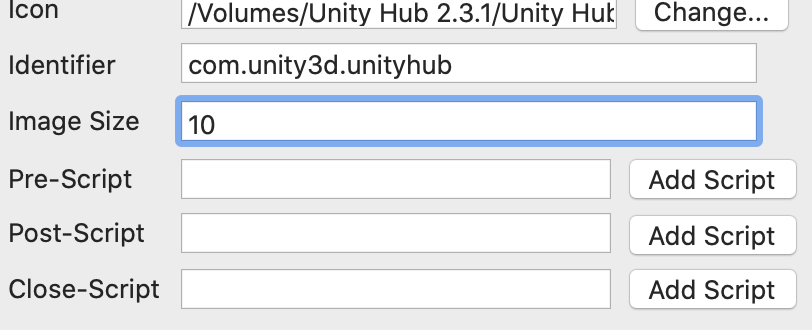 Icon /Volumes/Unity Hub 2.3.1/Unity Hub Change...
Identifier com.unity3d.unityhub
Image Size 10
Pre-Script Add Script
Post-Script Add Script
Close-Script Add Script